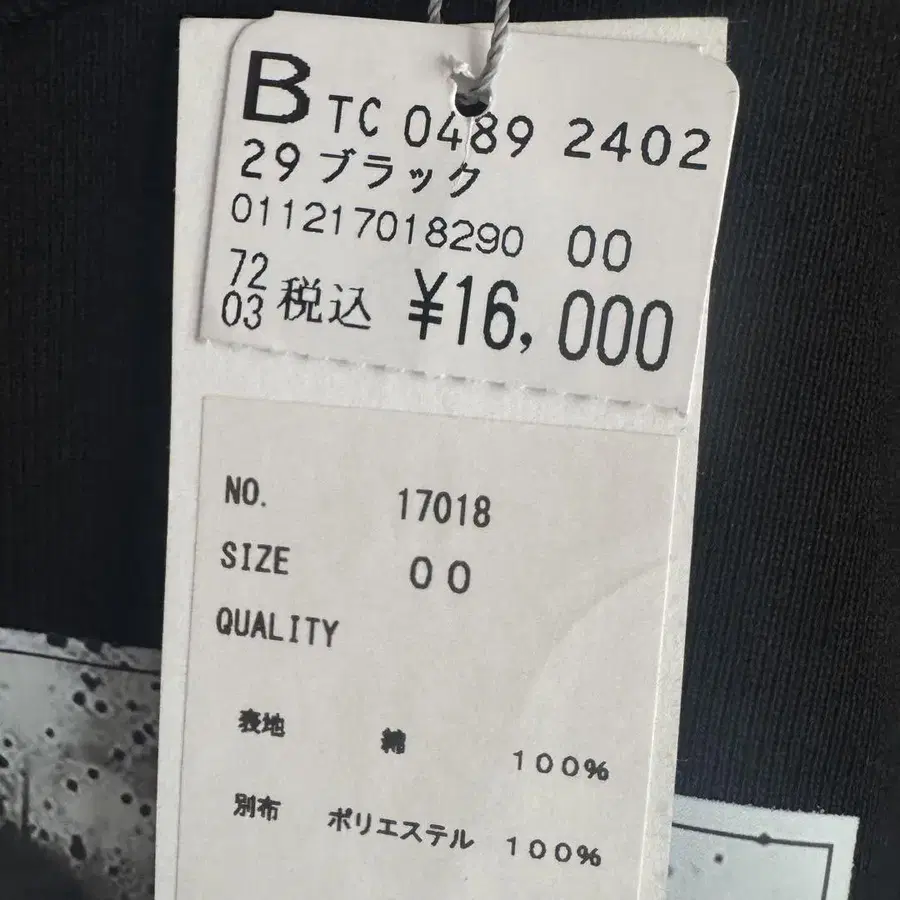 B TC 0489 2402
29 ブラック
011217018290 00
72
03 税込 ¥16,000
NO. 17018
SIZE 00
QUALITY
表地 綿 100%
別布 ポリエステル 100%